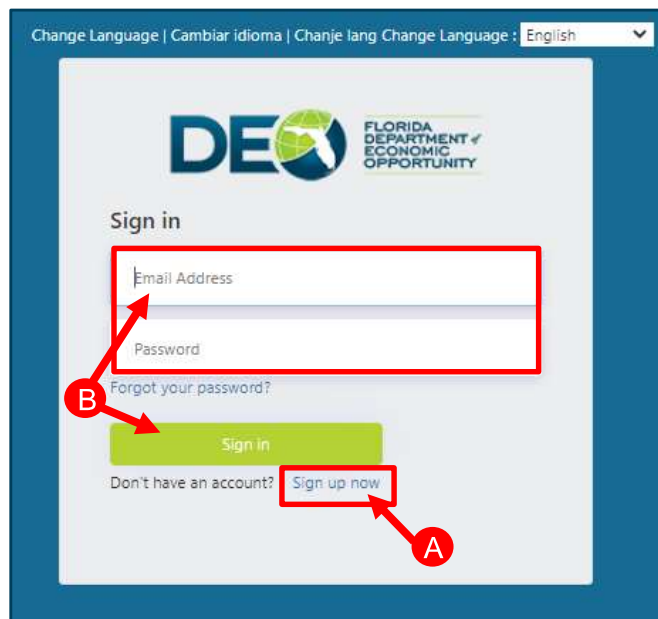 Change Language | Cambiar idioma | Chanje lang Change Language : English
DEO
FLORIDA
DEPARTMENT of
ECONOMIC
OPPORTUNITY
Sign in
Email Address
Password
B
Forgot your password?
Sign in
Don't have an account? Sign up now
A